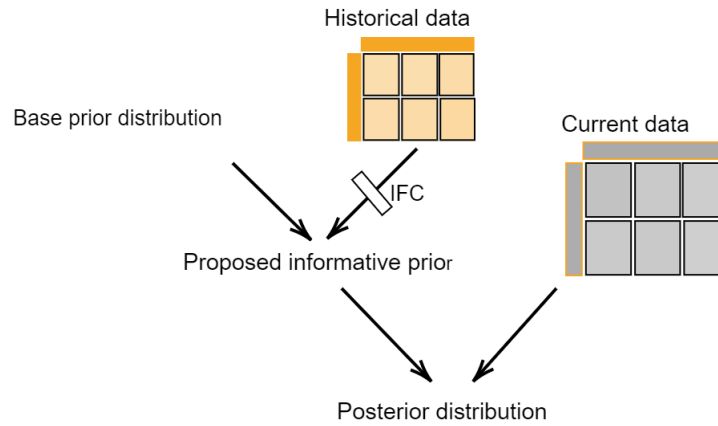 Historical data
Base prior distribution
Current data
IFC
Proposed informative prior
Posterior distribution